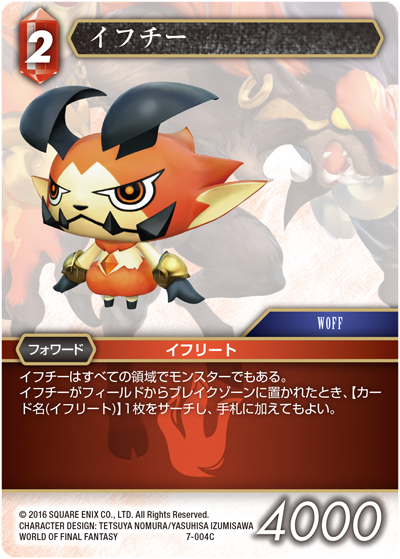 2
イフチー
WOFF
フォワード
イフリート
イフチーはすべての領域でモンスターでもある。
イフチーがフィールドからブレイクゾーンに置かれたとき、【カー
ド名(イフリート)】1枚をサーチし、手札に加えてもよい。
© 2016 SQUARE ENIX CO., LTD. All Rights Reserved.
CHARACTER DESIGN: TETSUYA NOMURA/YASUHISA IZUMISAWA
WORLD OF FINAL FANTASY
7-004C
4000